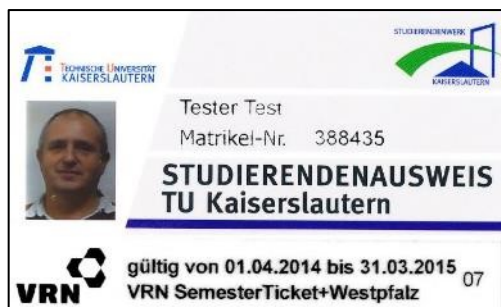 TECHNISCHE UNIVERSITÄT
KAISERSLAUTERN
STUDIERENDENWERK
KAISERSLAUTERN
Tester Test
Matrikel-Nr. 388435
STUDIERENDENAUSWEIS
TU Kaiserslautern
VRN
gültig von 01.04.2014 bis 31.03.2015
VRN SemesterTicket+Westpfalz
07